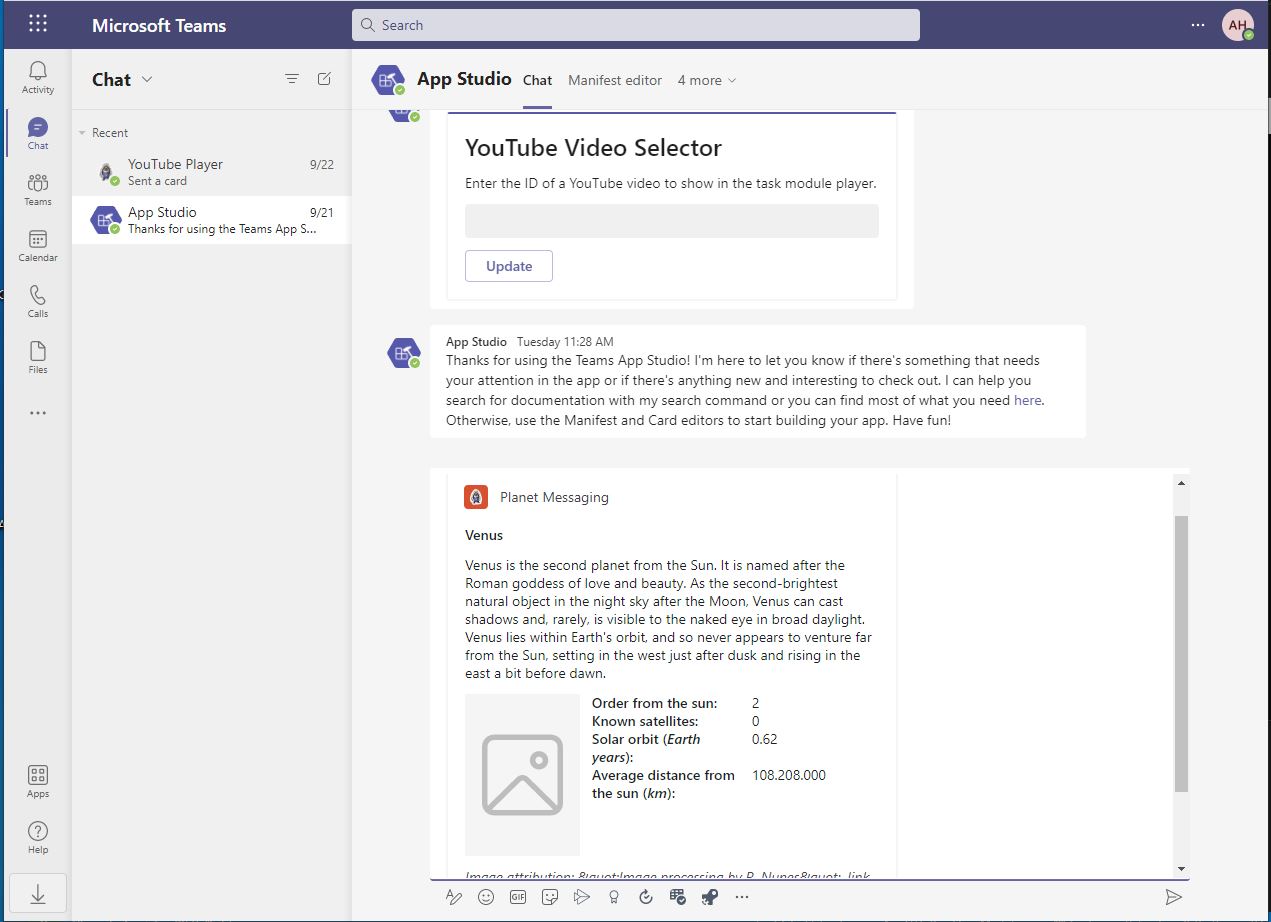 Microsoft Teams
Search
AH
Activity
Chat
Teams
Calendar
Calls
Files
Apps
Help
Chat
Recent
YouTube Player 9/22
Sent a card
App Studio 9/21
Thanks for using the Teams App S...
App Studio Chat Manifest editor 4 more
YouTube Video Selector
Enter the ID of a YouTube video to show in the task module player.
Update
App Studio Tuesday 11:28 AM
Thanks for using the Teams App Studio! I'm here to let you know if there's something that needs
your attention in the app or if there's anything new and interesting to check out. I can help you
search for documentation with my search command or you can find most of what you need here.
Otherwise, use the Manifest and Card editors to start building your app. Have fun!
Planet Messaging
Venus
Venus is the second planet from the Sun. It is named after the
Roman goddess of love and beauty. As the second-brightest
natural object in the night sky after the Moon, Venus can cast
shadows and, rarely, is visible to the naked eye in broad daylight.
Venus lies within Earth's orbit, and so never appears to venture far
from the Sun, setting in the west just after dusk and rising in the
east a bit before dawn.
Order from the sun: 2
Known satellites: 0
Solar orbit (Earth 0.62
years):
Average distance from 108.208.000
the sun (km):
Image attribution: &quot;Image processing by R. Nunes&quot;, link
GIF